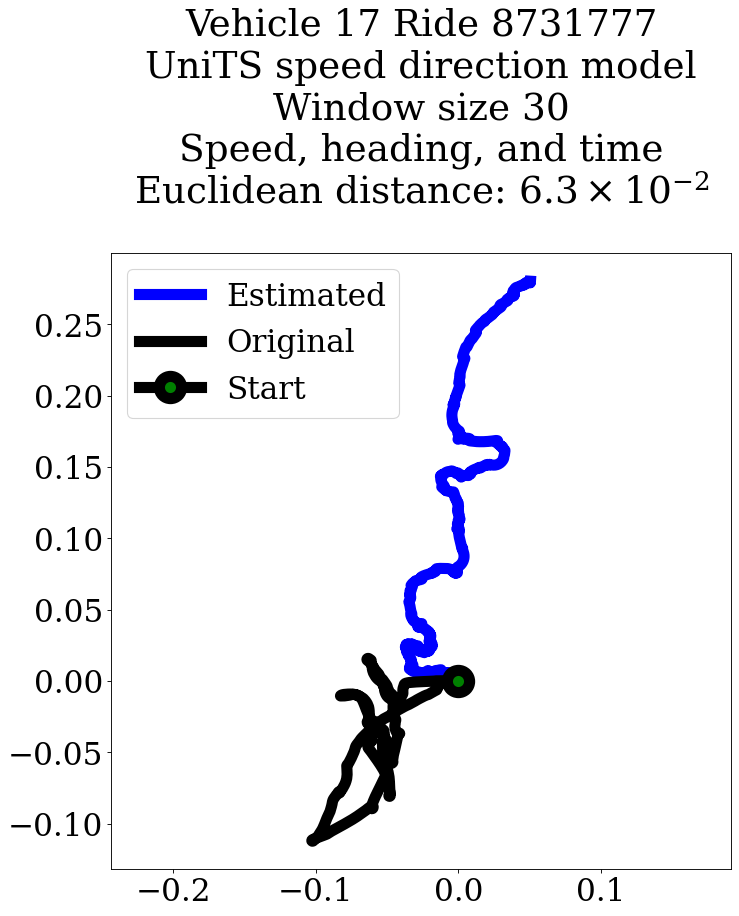 Vehicle 17 Ride 8731777
UniTS speed direction model
Window size 30
Speed, heading, and time
Euclidean distance: 6.3 × 10⁻²
Estimated
Original
Start
0.25
0.20
0.15
0.10
0.05
0.00
−0.05
−0.10
−0.2 −0.1 0.0 0.1